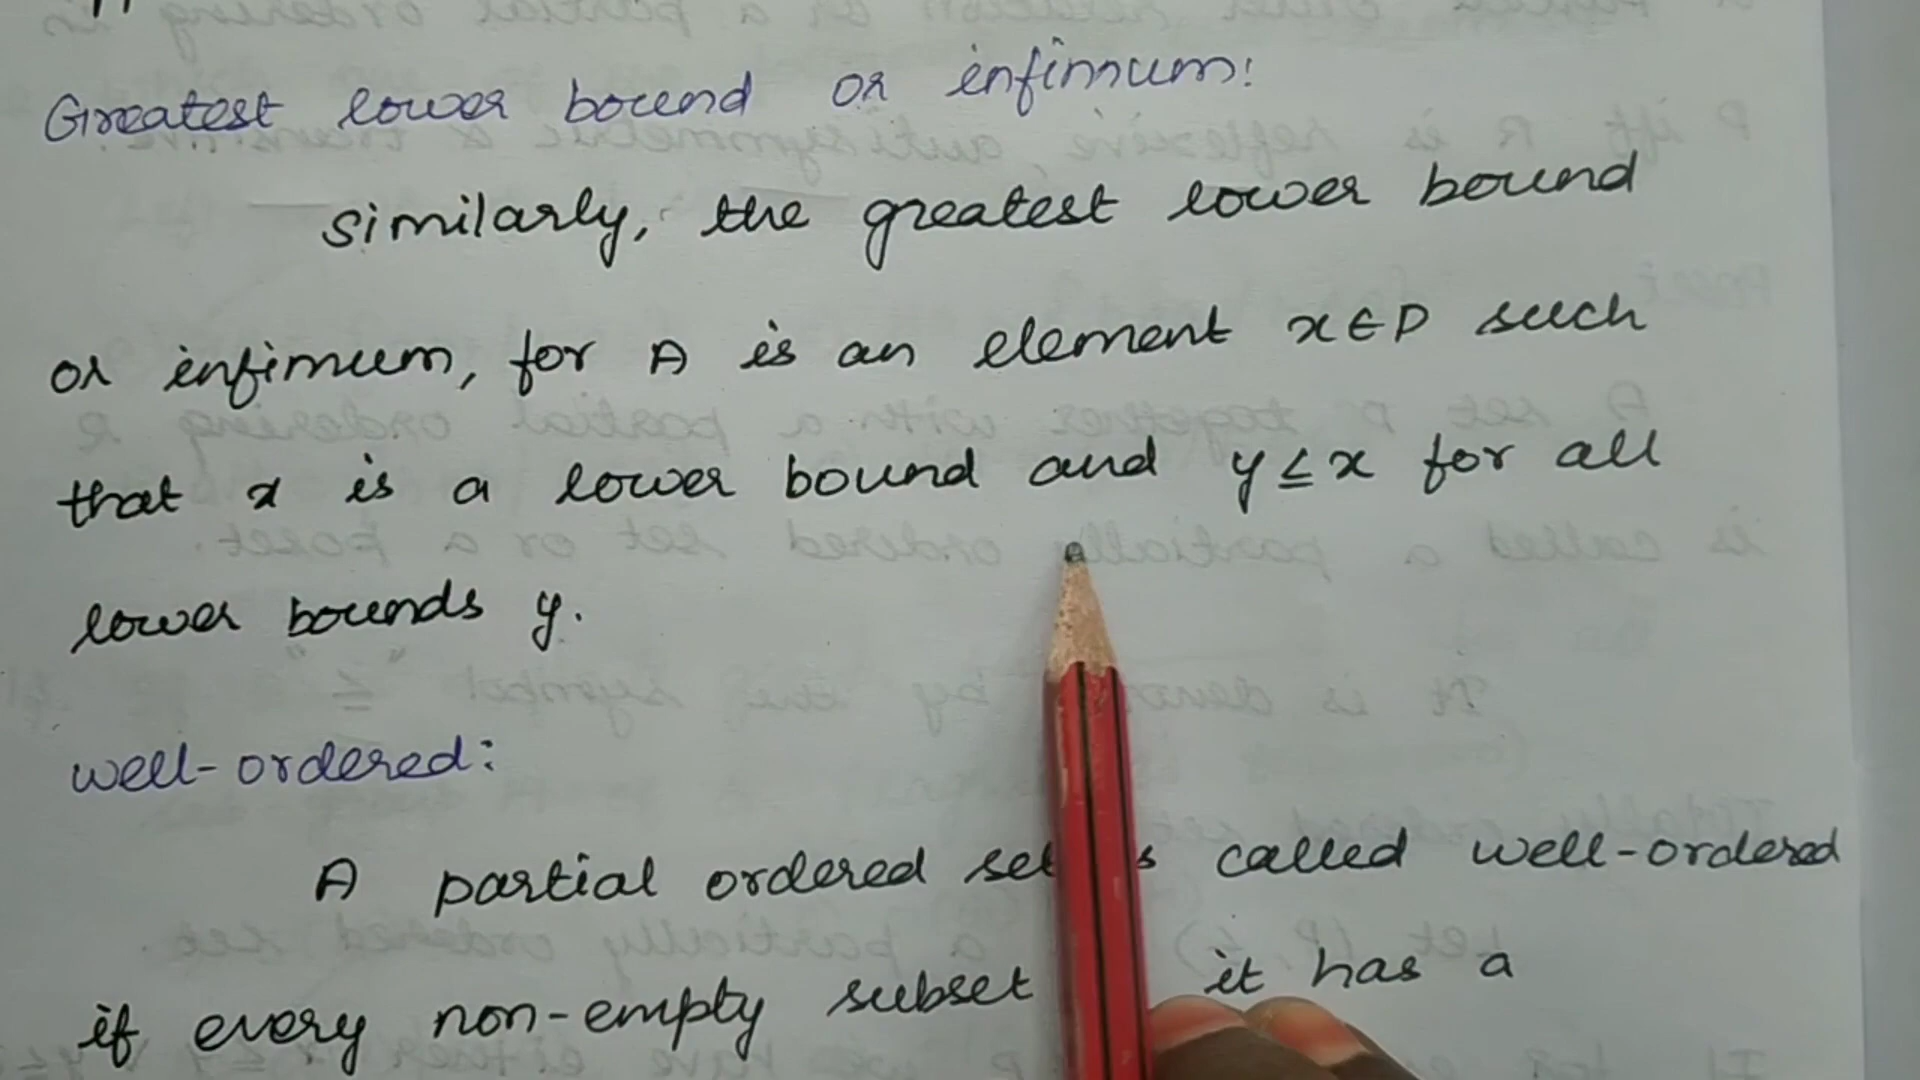 Greatest lower bound or infimum:
Similarly, the greatest lower bound
or infimum, for A is an element x∈P such
that x is a lower bound and y≤x for all
lower bounds y.
well-ordered:
A partial ordered set is called well-ordered
if every non-empty subset it has a